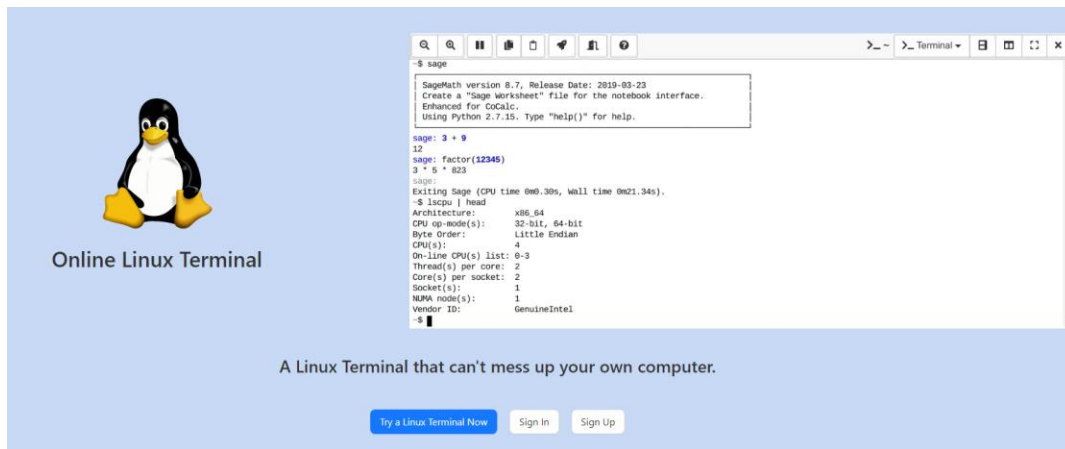 >_ ~ >_ Terminal
~$ sage
SageMath version 8.7, Release Date: 2019-03-23
Create a "Sage Worksheet" file for the notebook interface.
Enhanced for CoCalc.
Using Python 2.7.15. Type "help()" for help.
sage: 3 + 9
12
sage: factor(12345)
3 * 5 * 823
sage:
Exiting Sage (CPU time 0m0.30s, Wall time 0m21.34s).
~$ lscpu | head
Architecture: x86_64
CPU op-mode(s): 32-bit, 64-bit
Byte Order: Little Endian
CPU(s): 4
On-line CPU(s) list: 0-3
Thread(s) per core: 2
Core(s) per socket: 2
Socket(s): 1
NUMA node(s): 1
Vendor ID: GenuineIntel
~$
Online Linux Terminal
A Linux Terminal that can't mess up your own computer.
Try a Linux Terminal Now Sign In Sign Up